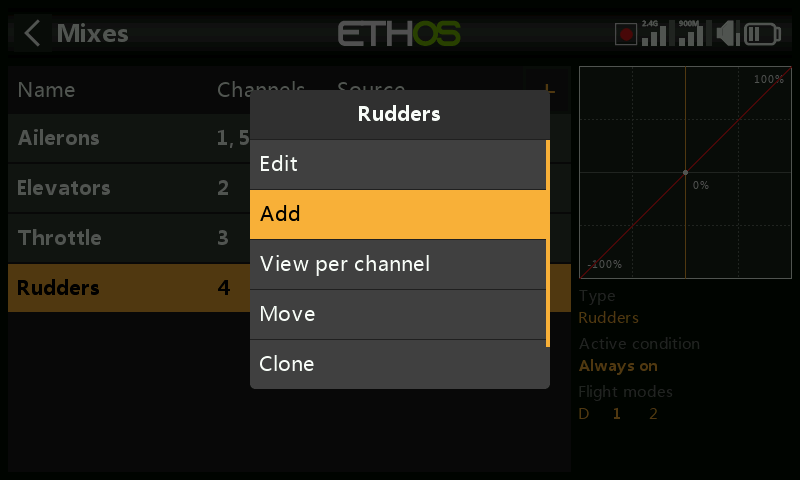 Mixes
ETHOS
2.4G
900M
Name Channels Source +
Ailerons 1, 5
Elevators 2
Throttle 3
Rudders 4
Rudders
Edit
Add
View per channel
Move
Clone
100%
0%
-100%
Type
Rudders
Active condition
Always on
Flight modes
D 1 2